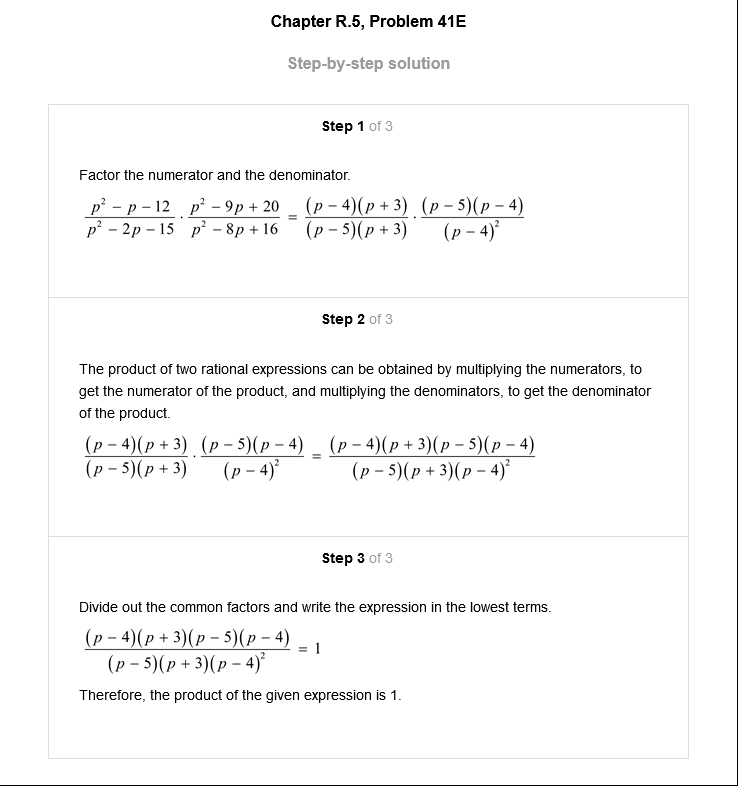 Chapter R.5, Problem 41E
Step-by-step solution
Step 1 of 3
Factor the numerator and the denominator.
\frac{p^2 - p - 12}{p^2 - 2p - 15} \cdot \frac{p^2 - 9p + 20}{p^2 - 8p + 16} = \frac{(p - 4)(p + 3)}{(p - 5)(p + 3)} \cdot \frac{(p - 5)(p - 4)}{(p - 4)^2}
Step 2 of 3
The product of two rational expressions can be obtained by multiplying the numerators, to
get the numerator of the product, and multiplying the denominators, to get the denominator
of the product.
\frac{(p - 4)(p + 3)}{(p - 5)(p + 3)} \cdot \frac{(p - 5)(p - 4)}{(p - 4)^2} = \frac{(p - 4)(p + 3)(p - 5)(p - 4)}{(p - 5)(p + 3)(p - 4)^2}
Step 3 of 3
Divide out the common factors and write the expression in the lowest terms.
\frac{(p - 4)(p + 3)(p - 5)(p - 4)}{(p - 5)(p + 3)(p - 4)^2} = 1
Therefore, the product of the given expression is 1.